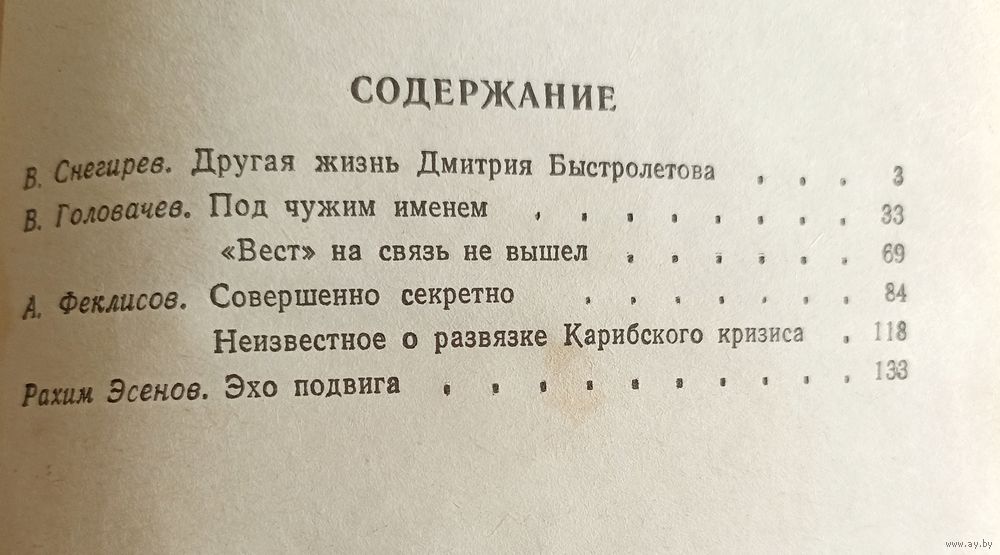 СОДЕРЖАНИЕ
В. Снегирев. Другая жизнь Дмитрия Быстролетова . . . 3
В. Головачев. Под чужим именем . . . . . . . . 33
«Вест» на связь не вышел . . . . . . 69
А. Феклисов. Совершенно секретно . . . . . . . 84
Неизвестное о развязке Карибского кризиса . 118
Рахим Эсенов. Эхо подвига . . . . . . . . . . 133
www.ay.by